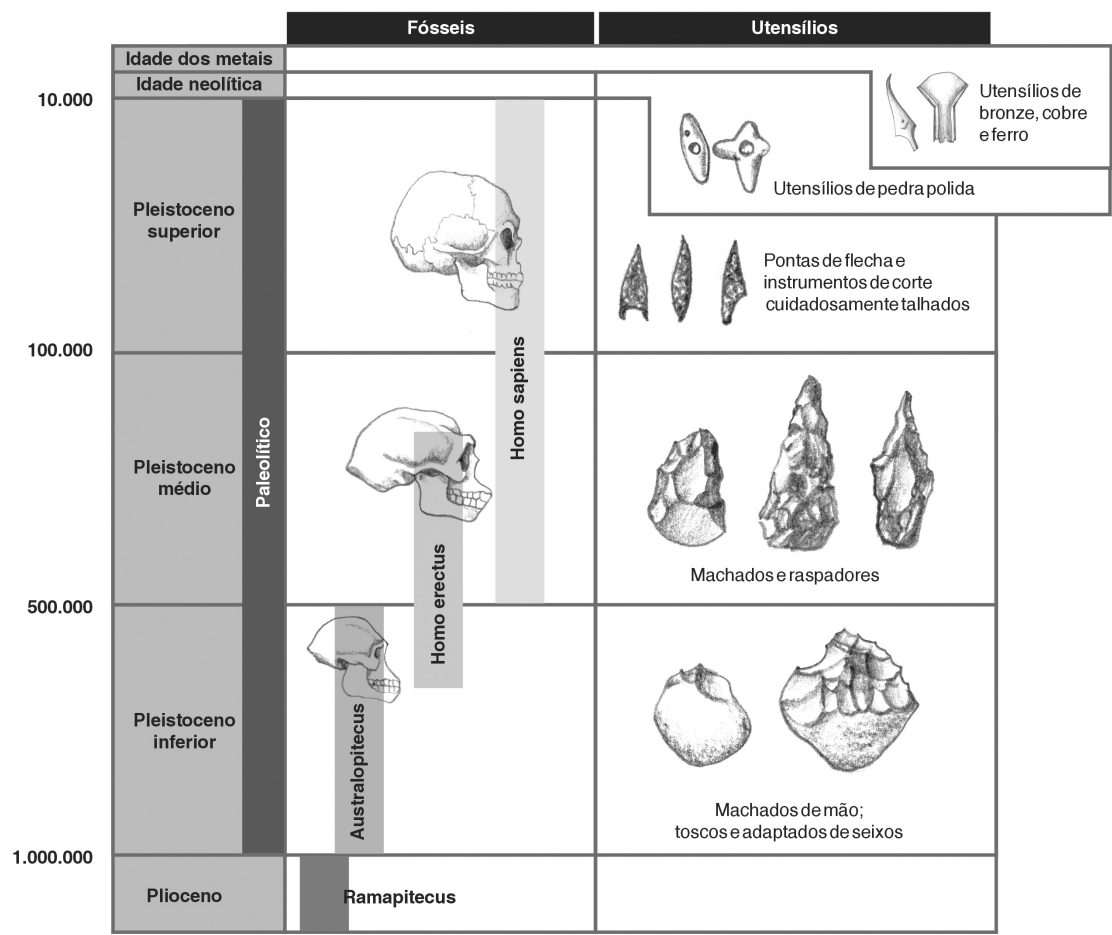 Fósseis
Utensílios
Idade dos metais
Idade neolítica
Utensílios de
bronze, cobre
e ferro
10.000
Utensílios de pedra polida
Pleistoceno
superior
Pontas de flecha e
instrumentos de corte
cuidadosamente talhados
100.000
Homo sapiens
Paleolítico
Pleistoceno
médio
Machados e raspadores
Homo erectus
500.000
Pleistoceno
inferior
Australopitecus
Machados de mão;
toscos e adaptados de seixos
1.000.000
Plioceno
Ramapitecus